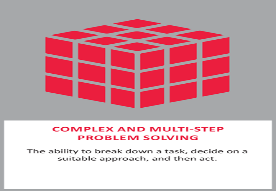 COMPLEX AND MULTI-STEP
PROBLEM SOLVING
The ability to break down a task, decide on a
suitable approach, and then act.